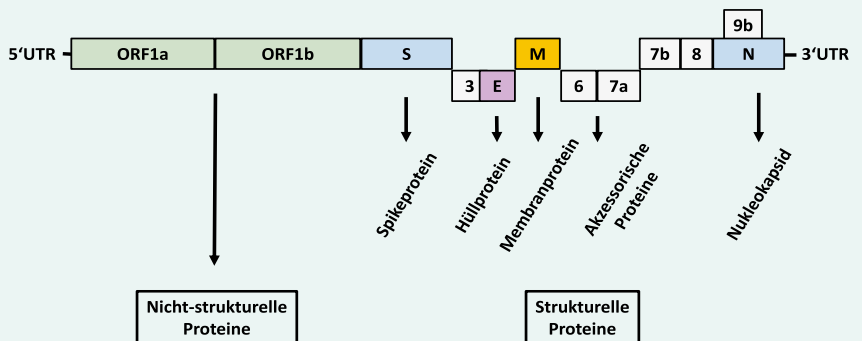 9b
5‘UTR ORF1a ORF1b S M 7b 8 N 3‘UTR
3 E 6 7a
Spikeprotein
Hüllprotein
Membranprotein
Akzessorische
Proteine
Nukleokapsid
Nicht-strukturelle
Proteine
Strukturelle
Proteine